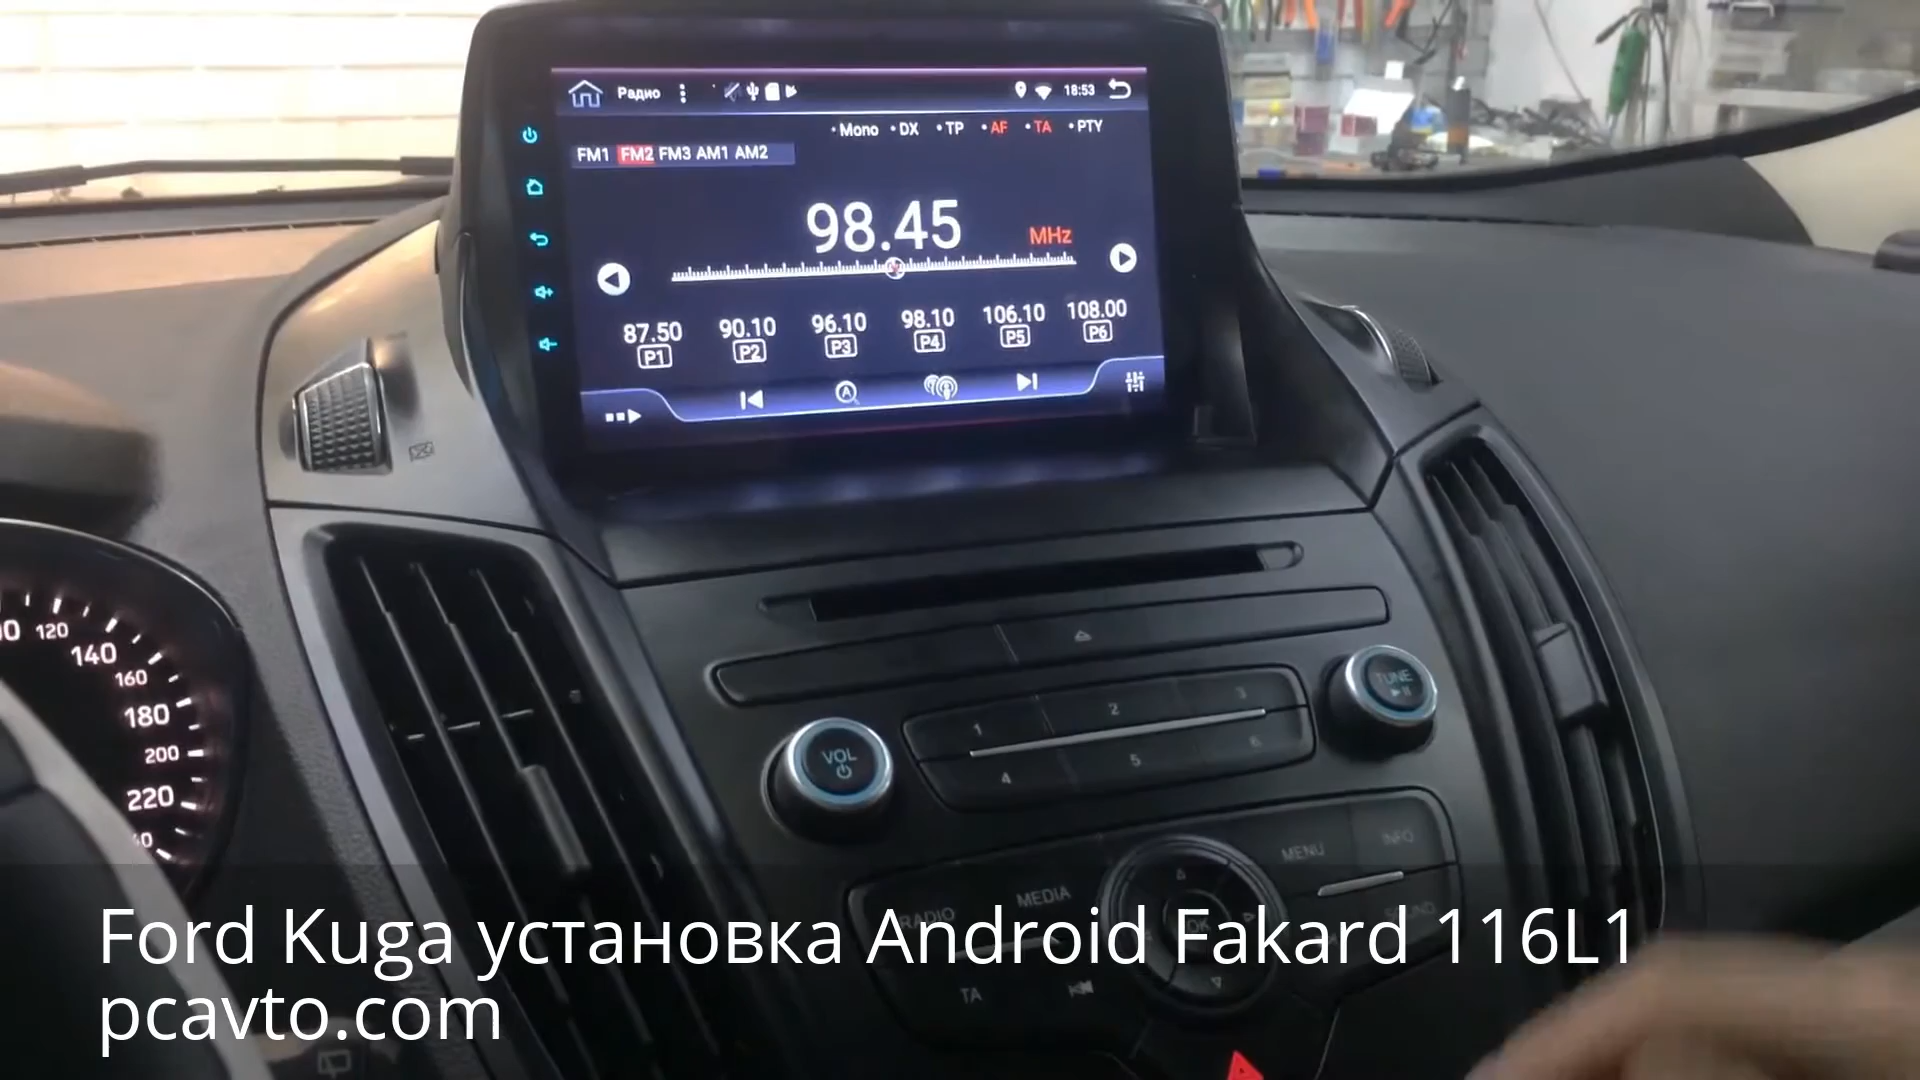 Радио 18:53
• Mono • DX • TP • AF • TA • PTY
FM1 FM2 FM3 AM1 AM2
98.45 MHz
87.50 90.10 96.10 98.10 106.10 108.00
P1 P2 P3 P4 P5 P6
120
140
160
180
200
220
VOL
TUNE
1 2 3
4 5 6
RADIO MEDIA
MENU INFO
OK SOUND
TA
Ford Kuga установка Android Fakard 116L1
pcavto.com